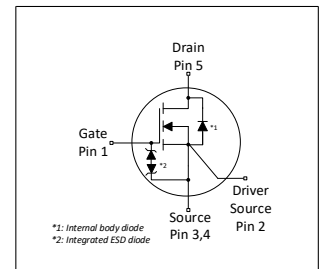 Drain
Pin 5
*1
Gate
Pin 1
*2
Driver
Source
Pin 2
Source
Pin 3,4
*1: Internal body diode
*2: Integrated ESD diode